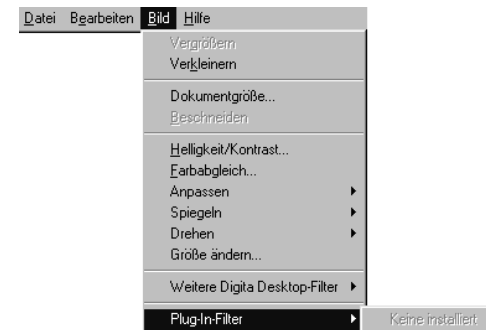 Datei Bearbeiten Bild Hilfe
Vergrößern
Verkleinern
Dokumentgröße...
Beschneiden
Helligkeit/Kontrast...
Farbabgleich...
Anpassen
Spiegeln
Drehen
Größe ändern...
Weitere Digita Desktop-Filter
Plug-In-Filter Keine installiert